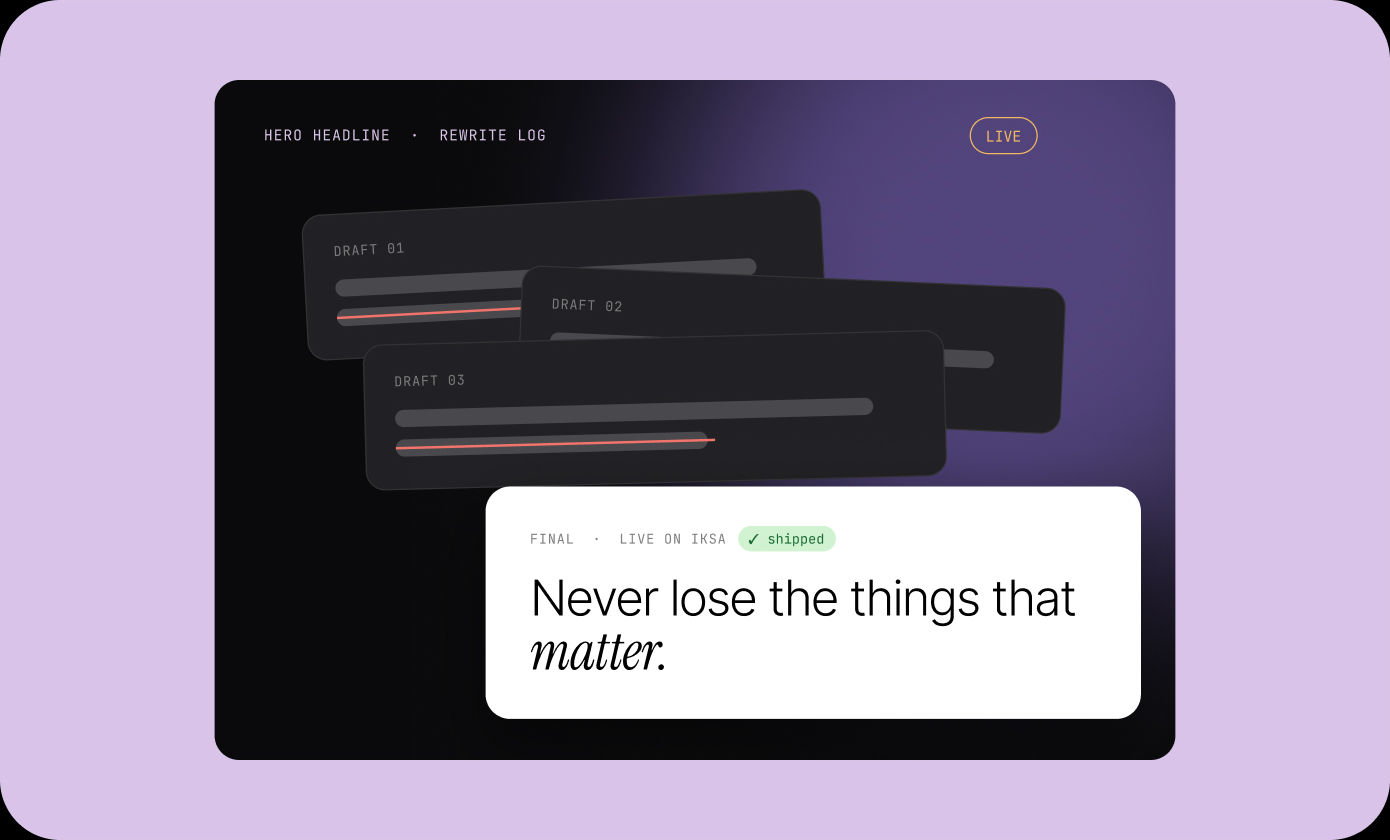 HERO HEADLINE · REWRITE LOG
LIVE
DRAFT 01
DRAFT 02
DRAFT 03
FINAL · LIVE ON IKSA ✓ shipped
Never lose the things that
matter.